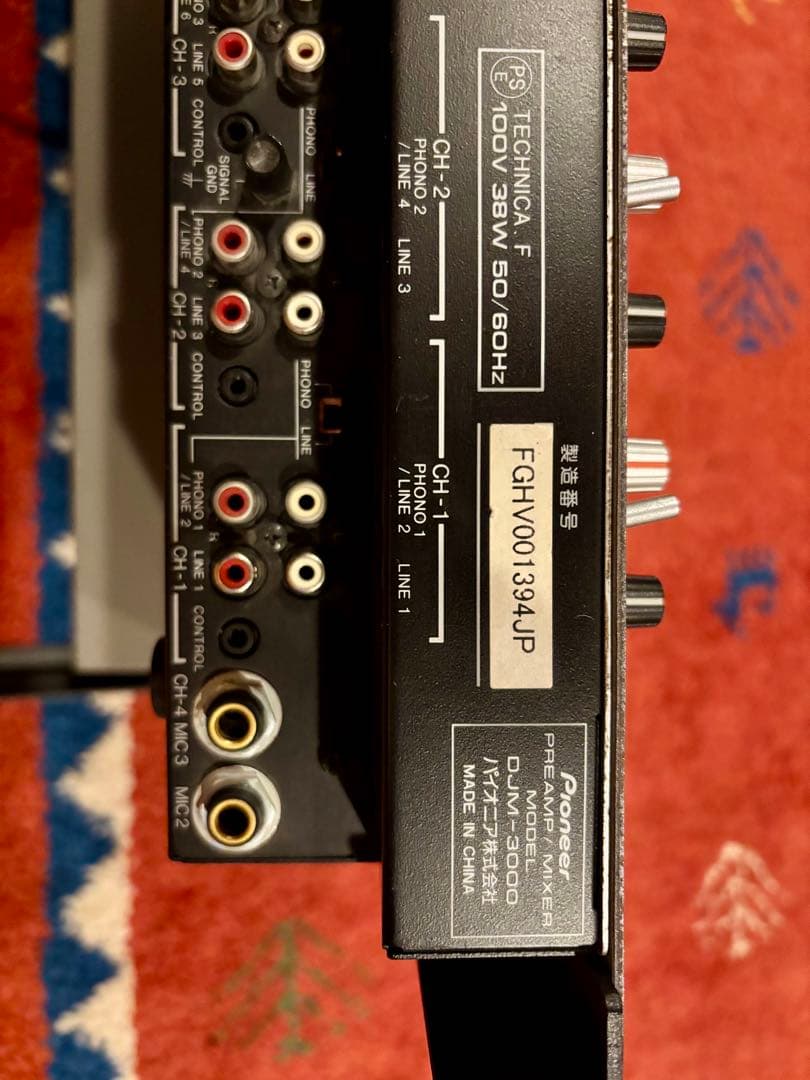 Pioneer
PREAMP / MIXER
MODEL
DJM-3000
パイオニア株式会社
MADE IN CHINA
製造番号
FGHV001394JP
PS
E
TECHNICA. F
100V 38W 50/60Hz
CH-2
PHONO 2
/ LINE 4
LINE 3
CH-1
PHONO 1
/ LINE 2
LINE 1
LINE 5
CH-3
CONTROL
SIGNAL
GND
PHONO
LINE
PHONO 2
/ LINE 4
LINE 3
CH-2
CONTROL
PHONO
LINE
PHONO 1
/ LINE 2
LINE 1
CH-1
CONTROL
CH-4 MIC 3
MIC 2